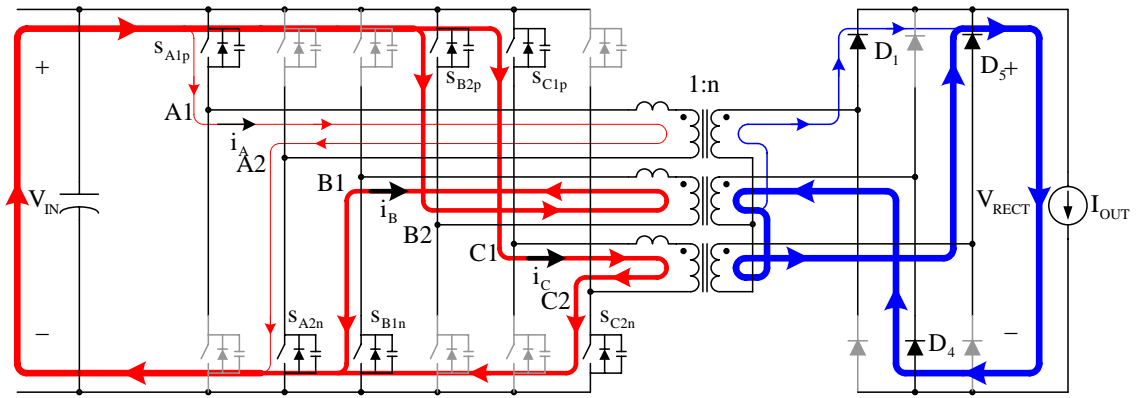 S_A1p
S_B2p
S_C1p
D_1
D_5
+
+
1:n
A1
i_A
A2
B1
i_B
B2
V_IN
V_RECT
I_OUT
C1
i_C
C2
S_A2n
S_B1n
S_C2n
D_4
−
−